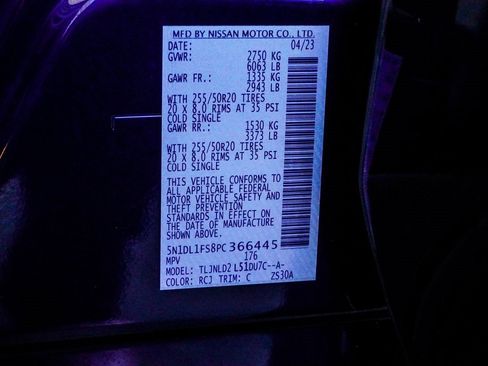 MFD BY NISSAN MOTOR CO., LTD.
DATE: 04/23
GVWR: 2750 KG
6063 LB
GAWR FR.: 1335 KG
2943 LB
WITH 255/50R20 TIRES
20 X 8.0 RIMS AT 35 PSI
COLD SINGLE
GAWR RR.: 1530 KG
3373 LB
WITH 255/50R20 TIRES
20 X 8.0 RIMS AT 35 PSI
COLD SINGLE
THIS VEHICLE CONFORMS TO
ALL APPLICABLE FEDERAL
MOTOR VEHICLE SAFETY AND
THEFT PREVENTION
STANDARDS IN EFFECT ON
THE DATE OF MANUFACTURE
SHOWN ABOVE.
5N1DL1FS8PC366445
MPV 176
MODEL: TLJNLD2 L51DU7C--A-
COLOR: RCJ TRIM: C ZS30A